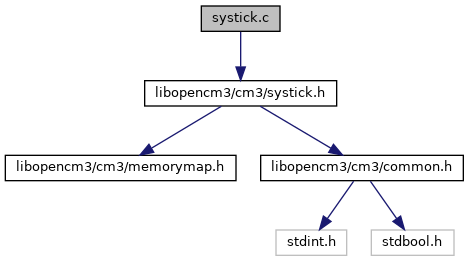 systick.c
libopencm3/cm3/systick.h
libopencm3/cm3/memorymap.h
libopencm3/cm3/common.h
stdint.h
stdbool.h